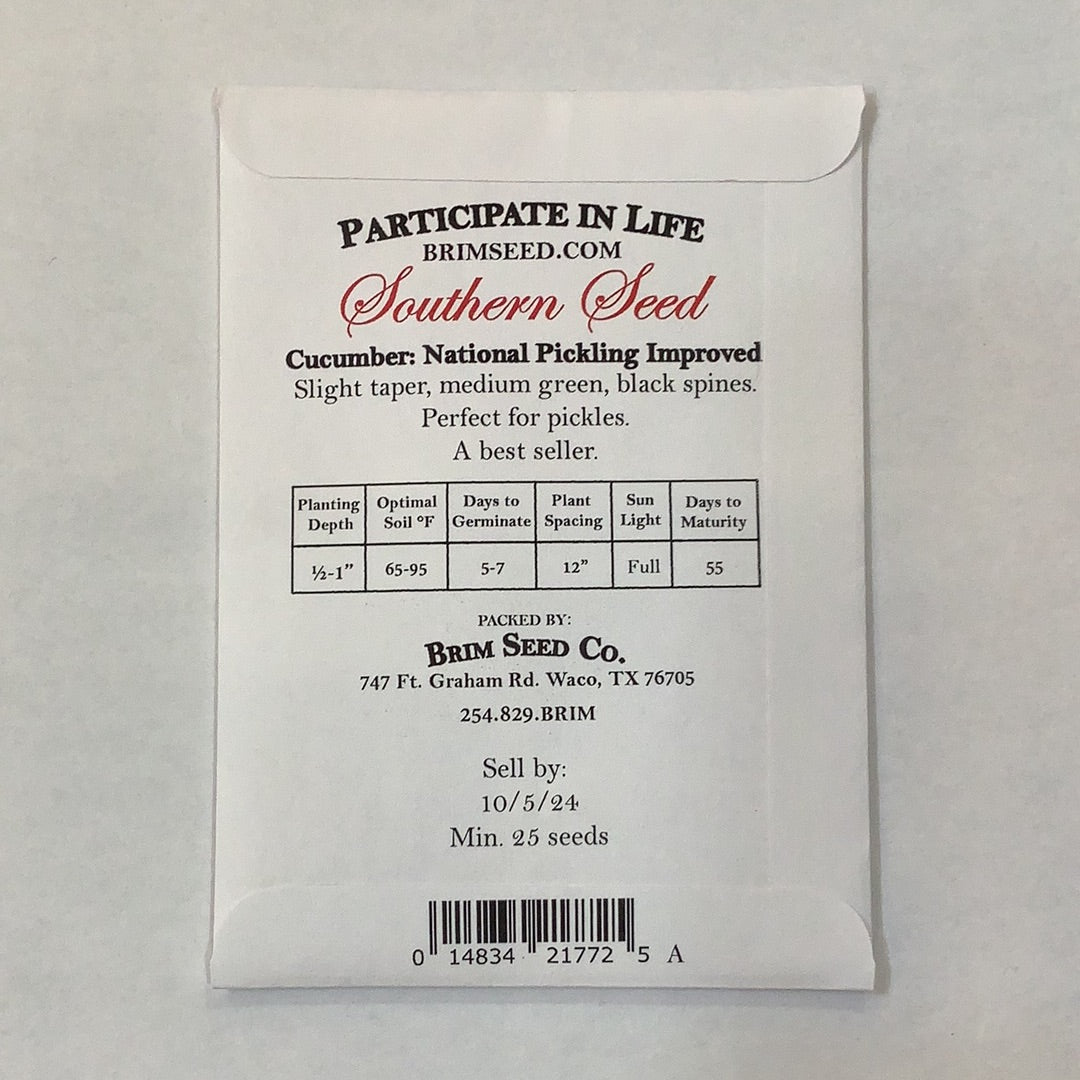 PARTICIPATE IN LIFE
BRIMSEED.COM
Southern Seed
Cucumber: National Pickling Improved
Slight taper, medium green, black spines.
Perfect for pickles.
A best seller.
Planting Depth Optimal Soil °F Days to Germinate Plant Spacing Sun Light Days to Maturity
½-1” 65-95 5-7 12” Full 55
PACKED BY:
BRIM SEED CO.
747 Ft. Graham Rd. Waco, TX 76705
254.829.BRIM
Sell by:
10/5/24
Min. 25 seeds
0 14834 21772 5 A